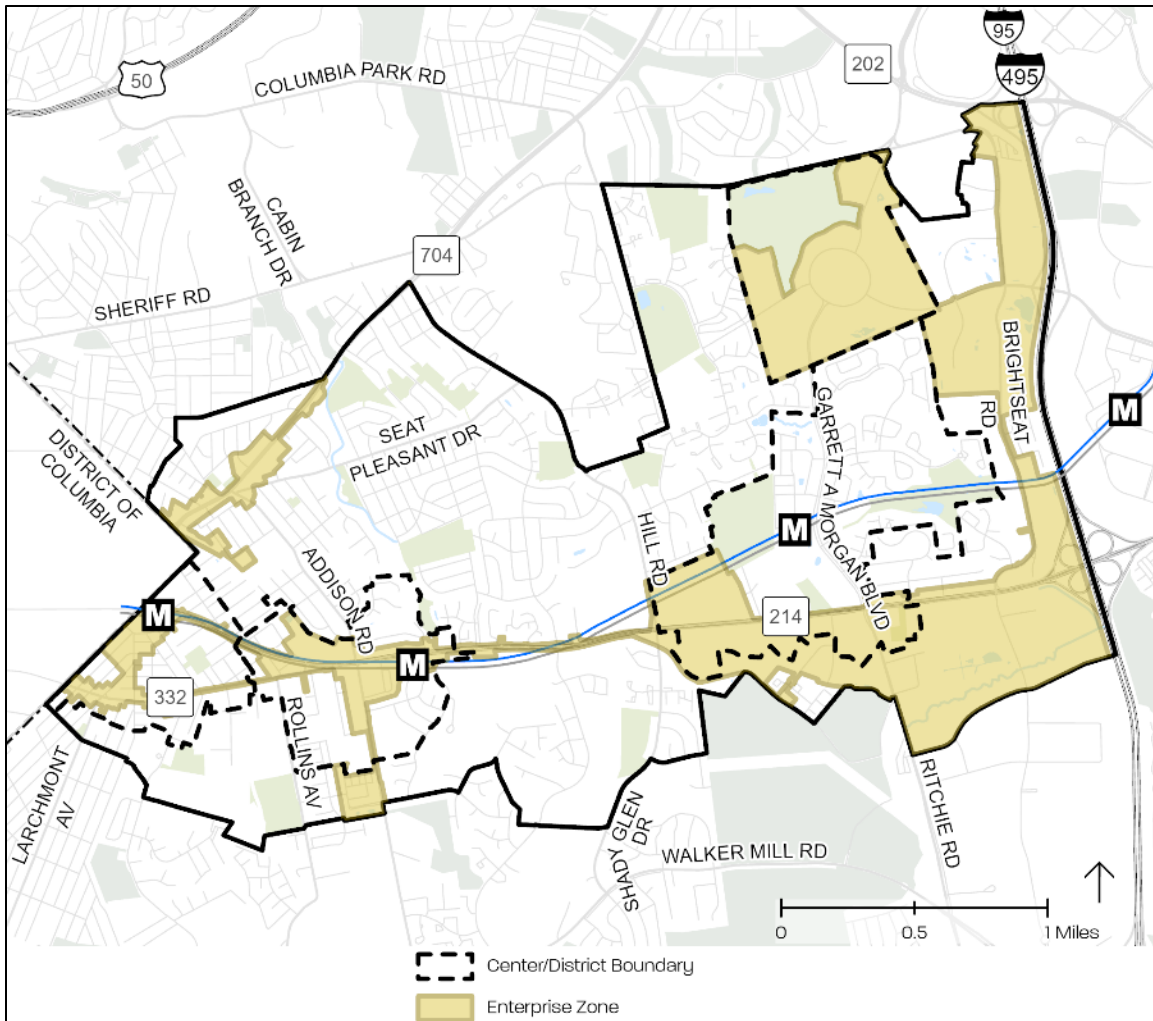 95
50
202
495
COLUMBIA PARK RD
CABIN
BRANCH DR
704
SHERIFF RD
BRIGHTSEAT
RD
SEAT
PLEASANT DR
GARRETT A MORGAN BLVD
M
DISTRICT OF
COLUMBIA
HILL RD
M
ADDISON RD
M
214
M
332
ROLLINS AV
LARCHMONT
AV
RITCHIE RD
SHADY GLEN
DR
WALKER MILL RD
0
0.5
1 Miles
Center/District Boundary
Enterprise Zone